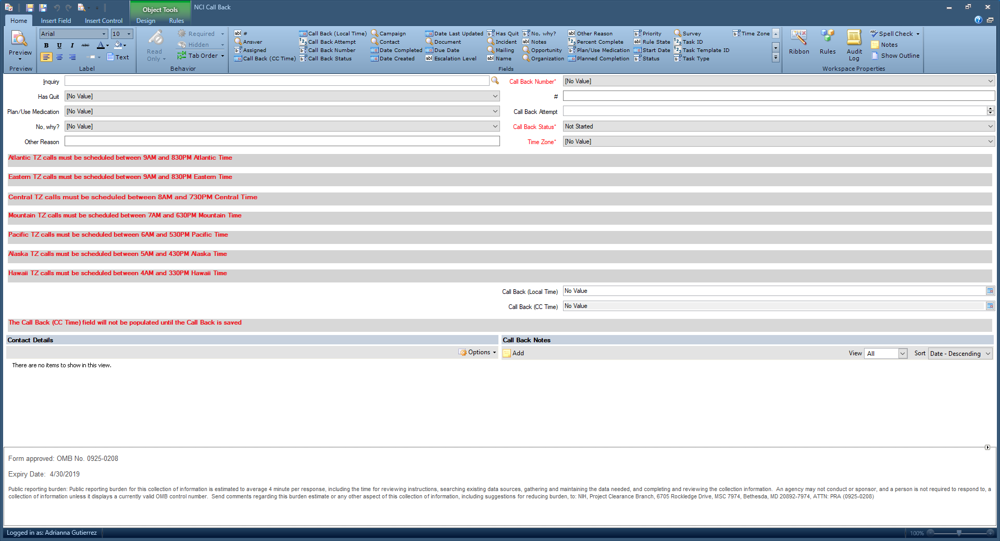 Object Tools
NCI Call Back
Home
Insert Field
Insert Control
Design
Rules
Preview
Preview
Arial
10
B
U
I
ABC
A
Text
Label
Read
Only
Required
Hidden
Tab Order
Behavior
#
Answer
Assigned
Call Back (CC Time)
Call Back (Local Time)
Call Back Attempt
Call Back Number
Call Back Status
Campaign
Contact
Date Completed
Date Created
Date Last Updated
Document
Due Date
Escalation Level
Has Quit
Incident
Mailing
Name
No, why?
Notes
Opportunity
Organization
Other Reason
Percent Complete
Plan/Use Medication
Planned Completion
Priority
Rule State
Start Date
Status
Survey
Task ID
Task Template ID
Task Type
Time Zone
Fields
Ribbon
Rules
Audit
Log
Spell Check
Notes
Show Outline
Workspace Properties
Inquiry
Call Back Number*
[No Value]
Has Quit
[No Value]
#
Plan/Use Medication
[No Value]
Call Back Attempt
No, why?
[No Value]
Call Back Status*
Not Started
Other Reason
Time Zone*
[No Value]
Atlantic TZ calls must be scheduled between 9AM and 830PM Atlantic Time
Eastern TZ calls must be scheduled between 9AM and 830PM Eastern Time
Central TZ calls must be scheduled between 8AM and 730PM Central Time
Mountain TZ calls must be scheduled between 7AM and 630PM Mountain Time
Pacific TZ calls must be scheduled between 6AM and 530PM Pacific Time
Alaska TZ calls must be scheduled between 5AM and 430PM Alaska Time
Hawaii TZ calls must be scheduled between 4AM and 330PM Hawaii Time
Call Back (Local Time)
No Value
Call Back (CC Time)
No Value
The Call Back (CC Time) field will not be populated until the Call Back is saved
Contact Details
Call Back Notes
Options
Add
View
All
Sort
Date - Descending
There are no items to show in this view.
Form approved: OMB No. 0925-0208
Expiry Date: 4/30/2019
Public reporting burden: Public reporting burden for this collection of information is estimated to average 4 minute per response, including the time for reviewing instructions, searching existing data sources, gathering and maintaining the data needed, and completing and reviewing the collection information. An agency may not conduct or sponsor, and a person is not required to respond to, a
collection of information unless it displays a currently valid OMB control number. Send comments regarding this burden estimate or any other aspect of this collection of information, including suggestions for reducing burden, to: NIH, Project Clearance Branch, 6705 Rockledge Drive, MSC 7974, Bethesda, MD 20892-7974, ATTN: PRA (0925-0208)
Logged in as: Adrianna Gutierrez
100%